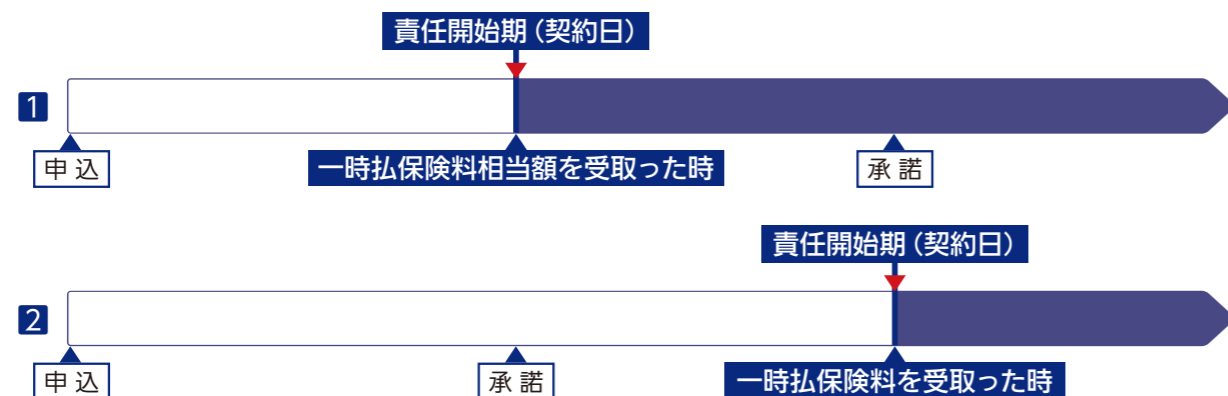 責任開始期（契約日）
1
申込
一時払保険料相当額を受取った時
承諾
責任開始期（契約日）
2
申込
承諾
一時払保険料を受取った時